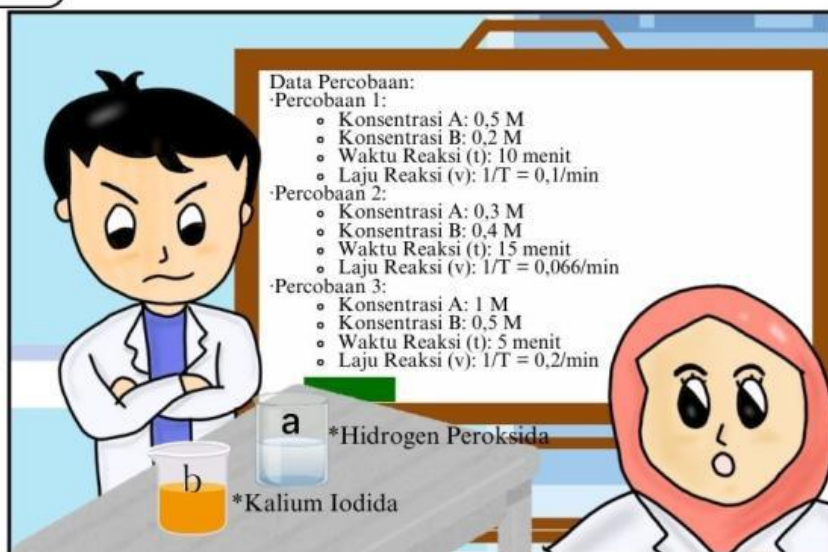 Data Percobaan:
·Percobaan 1:
∘ Konsentrasi A: 0,5 M
∘ Konsentrasi B: 0,2 M
∘ Waktu Reaksi (t): 10 menit
∘ Laju Reaksi (v): 1/T = 0,1/min
·Percobaan 2:
∘ Konsentrasi A: 0,3 M
∘ Konsentrasi B: 0,4 M
∘ Waktu Reaksi (t): 15 menit
∘ Laju Reaksi (v): 1/T = 0,066/min
·Percobaan 3:
∘ Konsentrasi A: 1 M
∘ Konsentrasi B: 0,5 M
∘ Waktu Reaksi (t): 5 menit
∘ Laju Reaksi (v): 1/T = 0,2/min
a
*Hidrogen Peroksida
b
*Kalium Iodida